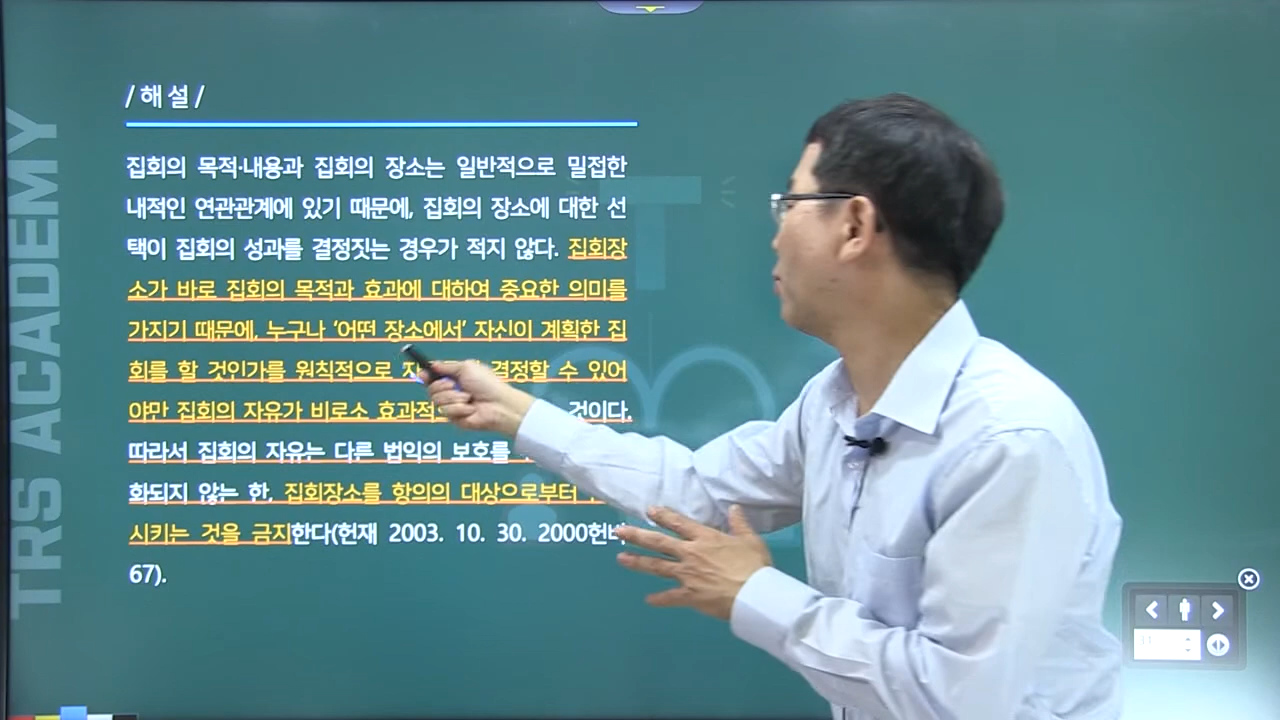 / 해 설 /
집회의 목적·내용과 집회의 장소는 일반적으로 밀접한
내적인 연관관계에 있기 때문에, 집회의 장소에 대한 선
택이 집회의 성과를 결정짓는 경우가 적지 않다. 집회장
소가 바로 집회의 목적과 효과에 대하여 중요한 의미를
가지기 때문에, 누구나 '어떤 장소에서' 자신이 계획한 집
회를 할 것인가를 원칙적으로 결정할 수 있어
야만 집회의 자유가 비로소 것이다.
따라서 집회의 자유는 다른 법익의 보호를
화되지 않는 한, 집회장소를 항의의 대상으로부터
시키는 것을 금지한다(헌재 2003. 10. 30. 2000헌바
67).
TRS ACADEMY